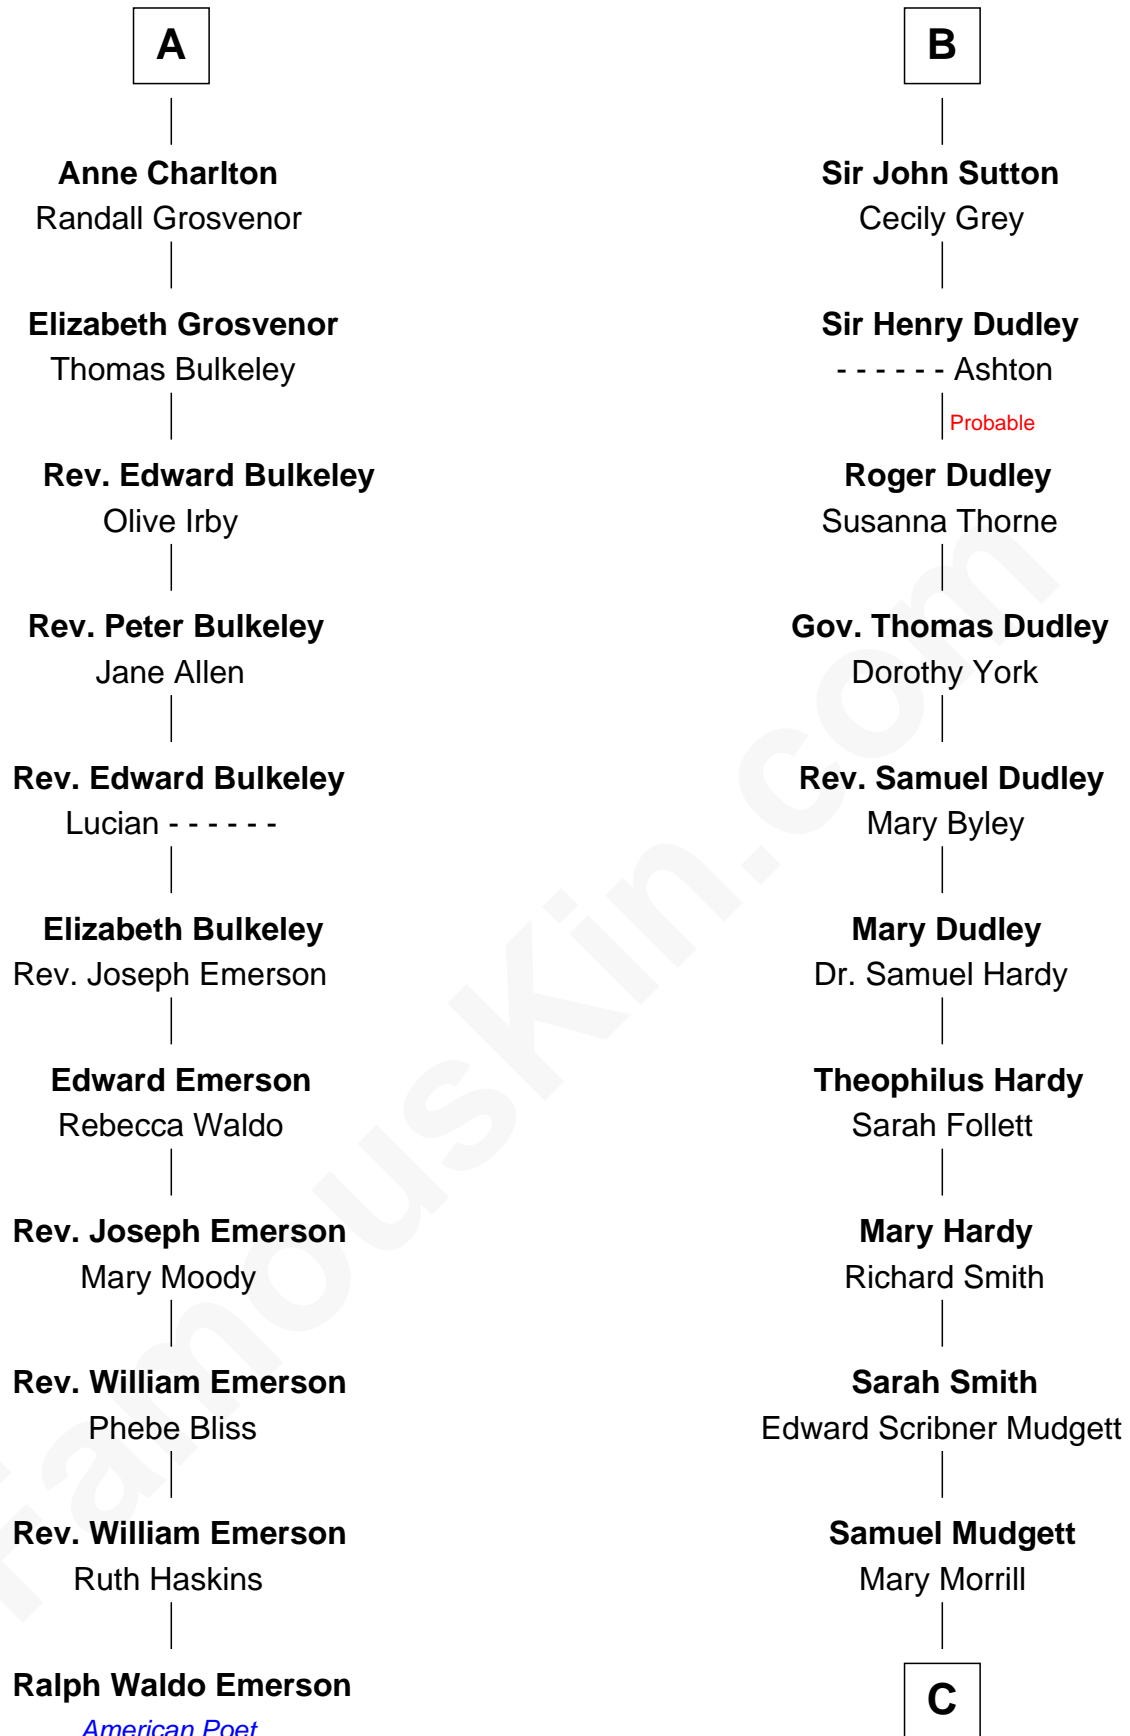 A
Anne Charlton
Randall Grosvenor
Elizabeth Grosvenor
Thomas Bulkeley
Rev. Edward Bulkeley
Olive Irby
Rev. Peter Bulkeley
Jane Allen
Rev. Edward Bulkeley
Lucian - - - - - -
Elizabeth Bulkeley
Rev. Joseph Emerson
Edward Emerson
Rebecca Waldo
Rev. Joseph Emerson
Mary Moody
Rev. William Emerson
Phebe Bliss
Rev. William Emerson
Ruth Haskins
Ralph Waldo Emerson
American Poet
B
Sir John Sutton
Cecily Grey
Sir Henry Dudley
- - - - - - Ashton
Probable
Roger Dudley
Susanna Thorne
Gov. Thomas Dudley
Dorothy York
Rev. Samuel Dudley
Mary Byley
Mary Dudley
Dr. Samuel Hardy
Theophilus Hardy
Sarah Follett
Mary Hardy
Richard Smith
Sarah Smith
Edward Scribner Mudgett
Samuel Mudgett
Mary Morrill
C
FamousKin.com